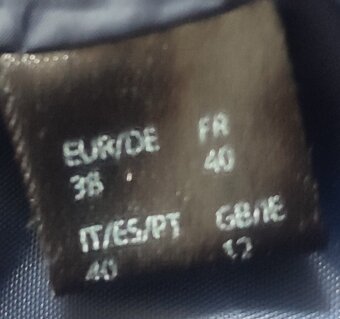 EUR/DE FR
38 40
IT/ES/PT GB/IE
40 12